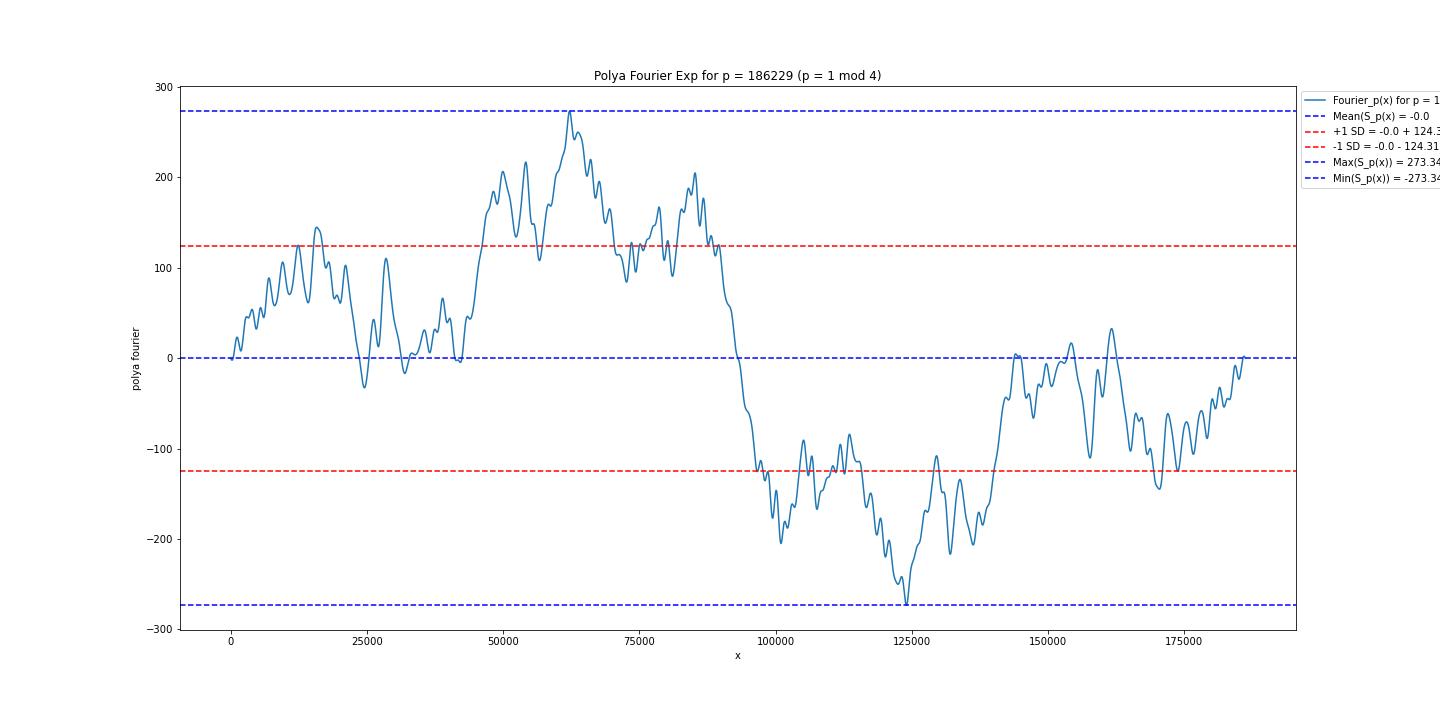 Polya Fourier Exp for p = 186229 (p = 1 mod 4)
300
200
100
0
−100
−200
−300
polya fourier
0
25000
50000
75000
100000
125000
150000
175000
x
Fourier_p(x) for p = 1
Mean(S_p(x) = -0.0
+1 SD = -0.0 + 124.3
-1 SD = -0.0 - 124.31
Max(S_p(x)) = 273.34
Min(S_p(x)) = -273.34